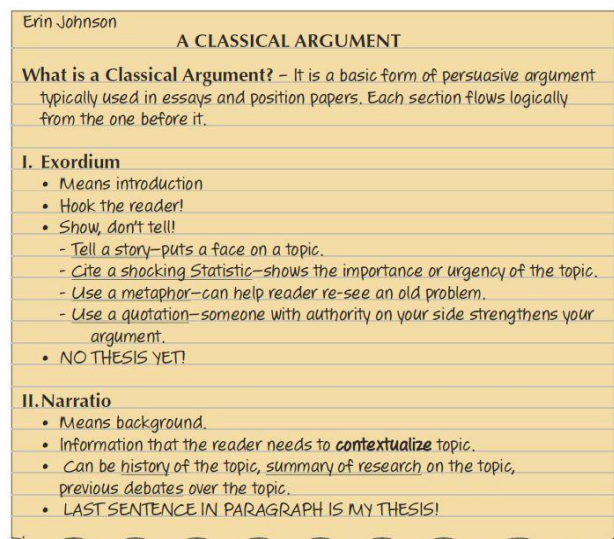 Erin Johnson
A CLASSICAL ARGUMENT
What is a Classical Argument? – It is a basic form of persuasive argument
typically used in essays and position papers. Each section flows logically
from the one before it.
I. Exordium
• Means introduction
• Hook the reader!
• Show, don't tell!
- Tell a story—puts a face on a topic.
- Cite a shocking Statistic—shows the importance or urgency of the topic.
- Use a metaphor—can help reader re-see an old problem.
- Use a quotation—someone with authority on your side strengthens your
argument.
• NO THESIS YET!
II. Narratio
• Means background.
• Information that the reader needs to contextualize topic.
• Can be history of the topic, summary of research on the topic,
previous debates over the topic.
• LAST SENTENCE IN PARAGRAPH IS MY THESIS!